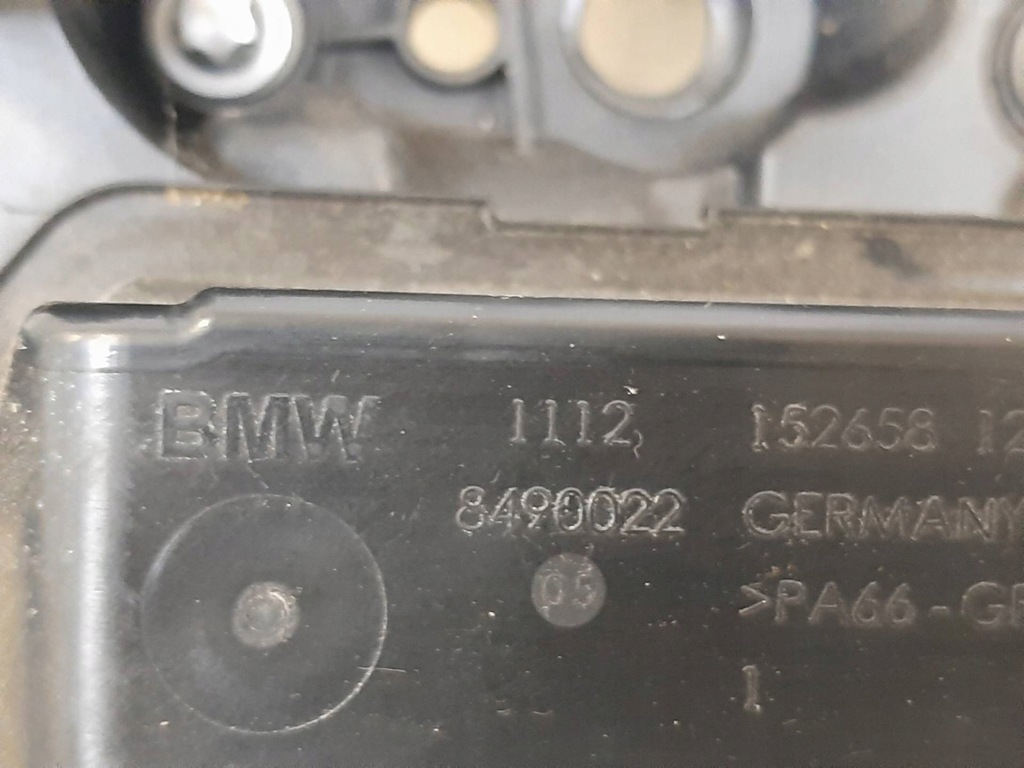 BMW 1112 152658 12
8490022 GERMANY
05 >PA66-GF
1